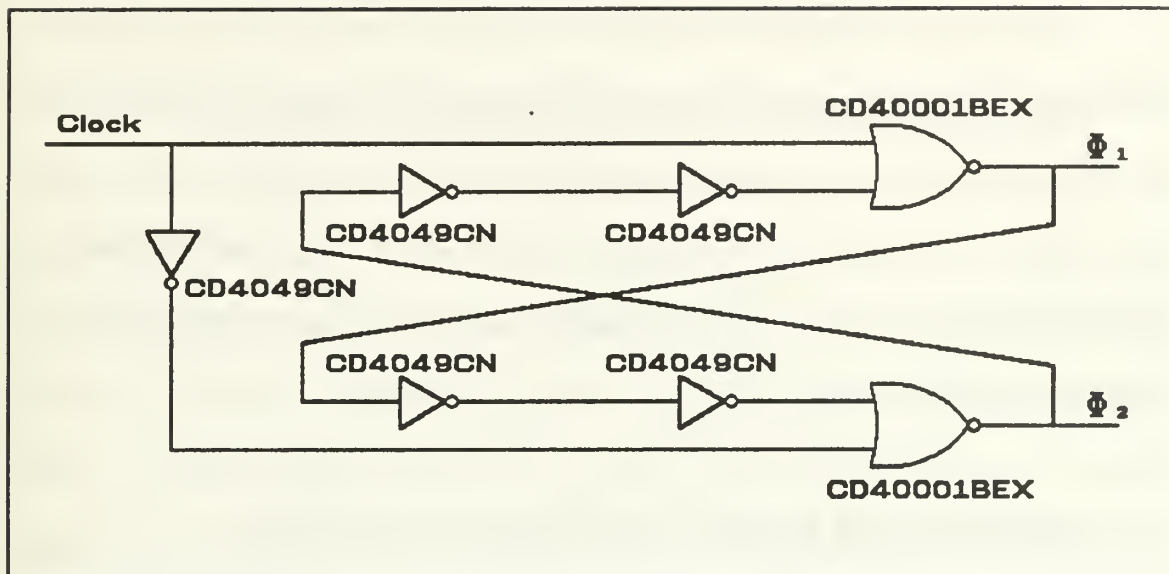 CD40001BEX
Clock
Φ 1
CD4049CN CD4049CN
CD4049CN
CD4049CN CD4049CN
Φ 2
CD40001BEX